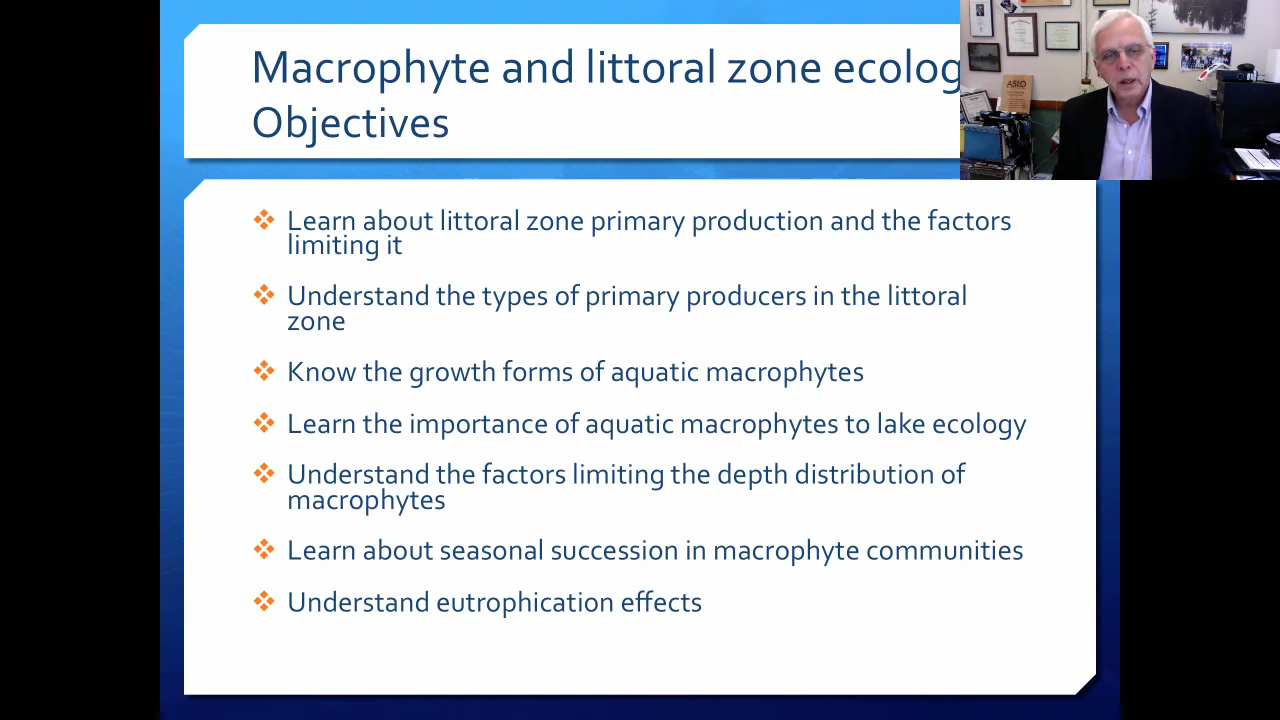 Macrophyte and littoral zone ecolog
Objectives
ASLO
Learn about littoral zone primary production and the factors
limiting it
Understand the types of primary producers in the littoral
zone
Know the growth forms of aquatic macrophytes
Learn the importance of aquatic macrophytes to lake ecology
Understand the factors limiting the depth distribution of
macrophytes
Learn about seasonal succession in macrophyte communities
Understand eutrophication effects